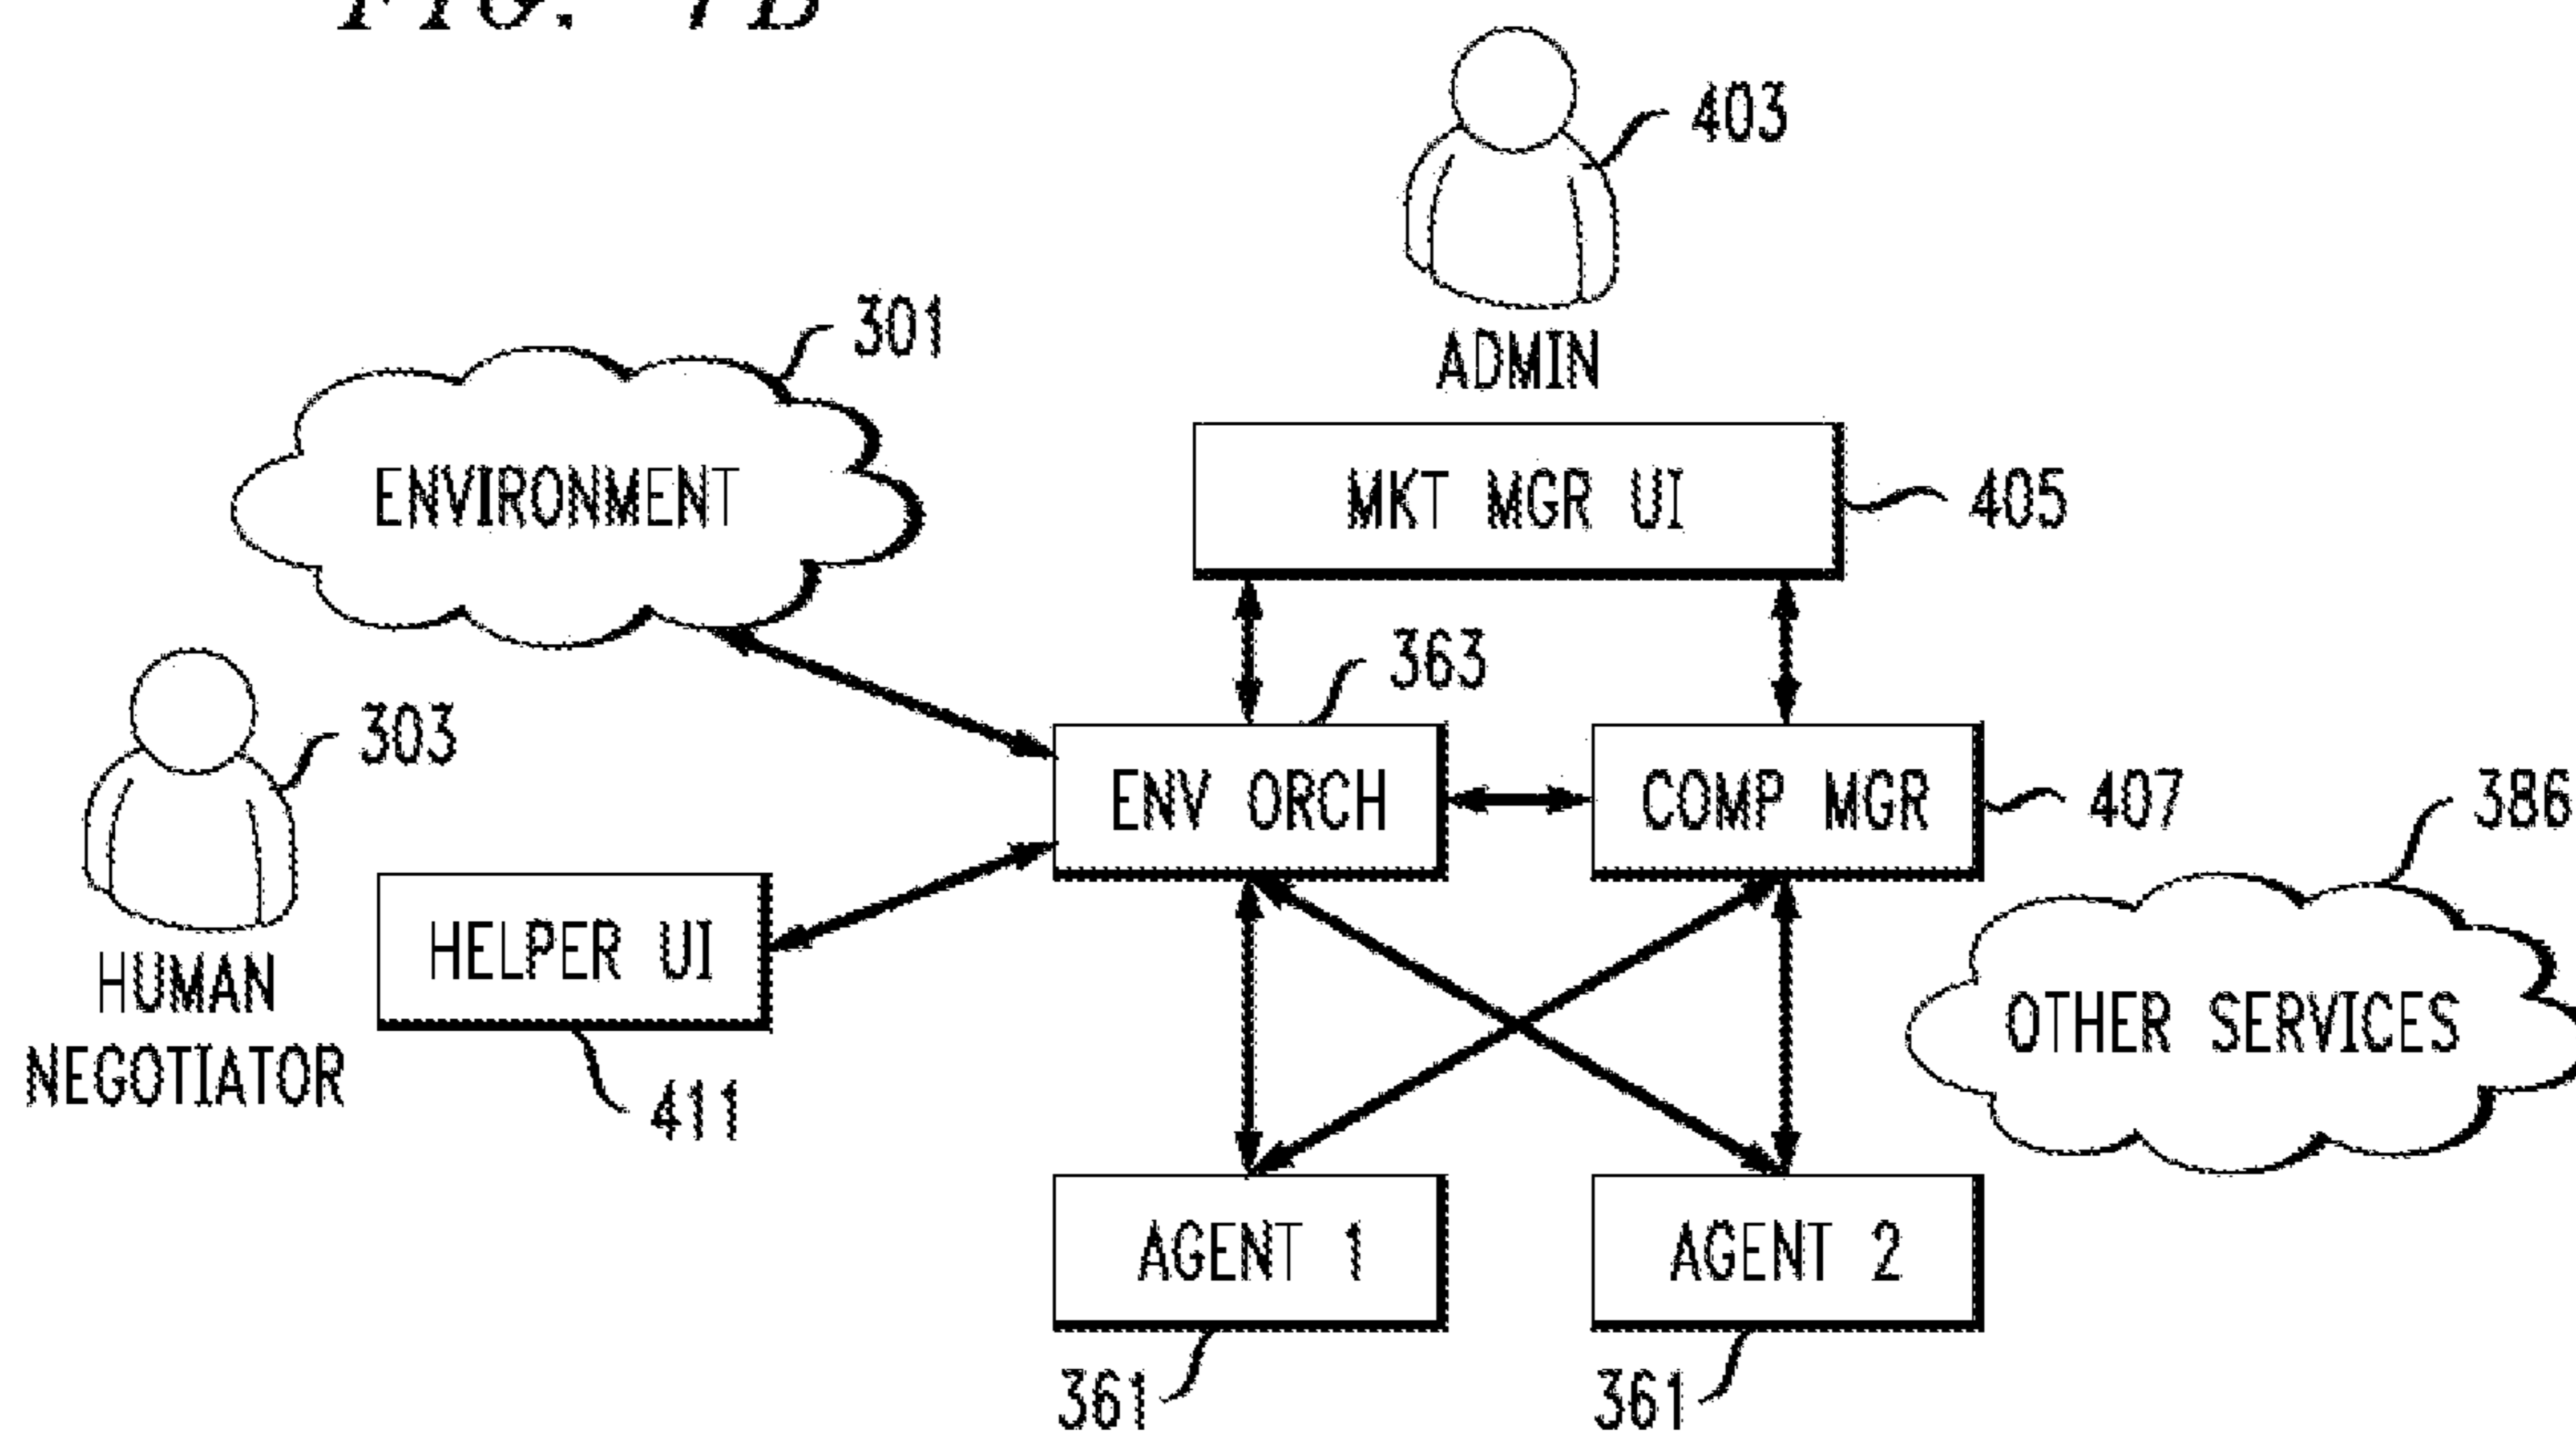 403
ADMIN
301
ENVIRONMENT
MKT MGR UI
405
363
303
ENV ORCH
COMP MGR
407
386
HELPER UI
HUMAN
NEGOTIATOR
411
OTHER SERVICES
AGENT 1
AGENT 2
361
361